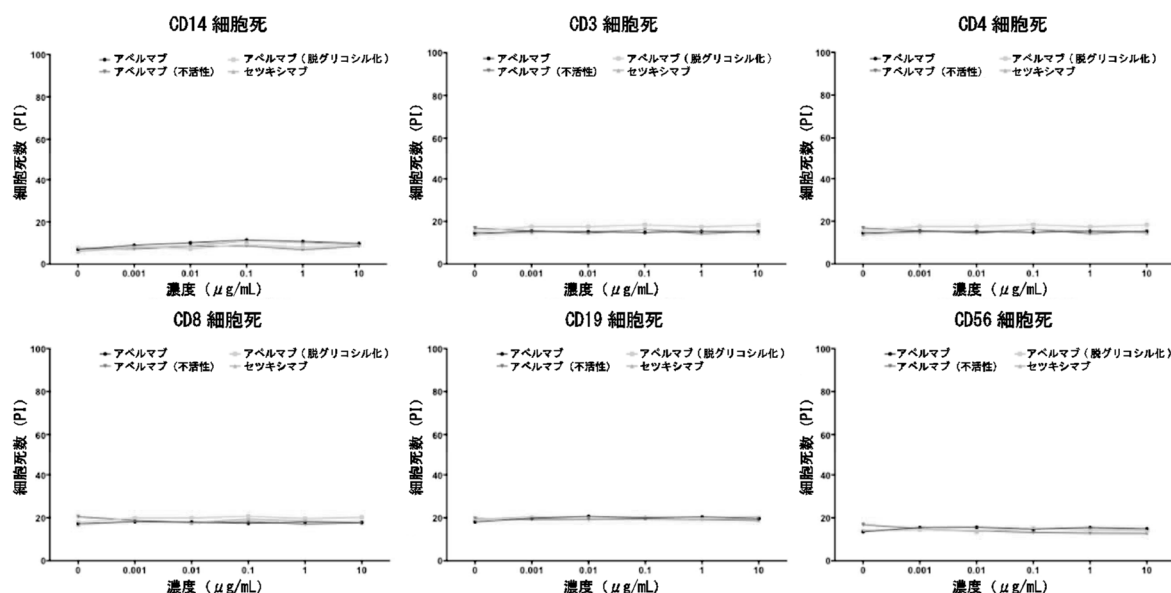 CD14 細胞死
アベルマブ
アベルマブ（脱グリコシル化）
アベルマブ（不活性）
セツキシマブ
細胞死数 (PI)
100
80
60
40
20
0
0 0.001 0.01 0.1 1 10
濃度 (μg/mL)
CD3 細胞死
アベルマブ
アベルマブ（脱グリコシル化）
アベルマブ（不活性）
セツキシマブ
細胞死数 (PI)
100
80
60
40
20
0
0 0.001 0.01 0.1 1 10
濃度 (μg/mL)
CD4 細胞死
アベルマブ
アベルマブ（脱グリコシル化）
アベルマブ（不活性）
セツキシマブ
細胞死数 (PI)
100
80
60
40
20
0
0 0.001 0.01 0.1 1 10
濃度 (μg/mL)
CD8 細胞死
アベルマブ
アベルマブ（脱グリコシル化）
アベルマブ（不活性）
セツキシマブ
細胞死数 (PI)
100
80
60
40
20
0
0 0.001 0.01 0.1 1 10
濃度 (μg/mL)
CD19 細胞死
アベルマブ
アベルマブ（脱グリコシル化）
アベルマブ（不活性）
セツキシマブ
細胞死数 (PI)
100
80
60
40
20
0
0 0.001 0.01 0.1 1 10
濃度 (μg/mL)
CD56 細胞死
アベルマブ
アベルマブ（脱グリコシル化）
アベルマブ（不活性）
セツキシマブ
細胞死数 (PI)
100
80
60
40
20
0
0 0.001 0.01 0.1 1 10
濃度 (μg/mL)